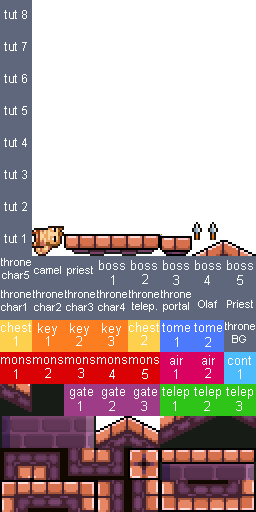 tut 8
tut 7
tut 6
tut 5
tut 4
tut 3
tut 2
tut 1
throne char5 camel priest boss 1 boss 2 boss 3 boss 4 boss 5
throne char1 throne char2 throne char3 throne char4 throne telep. throne portal Olaf Priest
chest 1 key 1 key 2 key 3 chest 2 tome 1 tome 2 throne BG
mons 1 mons 2 mons 3 mons 4 mons 5 air 1 air 2 cont 1
gate 1 gate 2 gate 3 telep 1 telep 2 telep 3